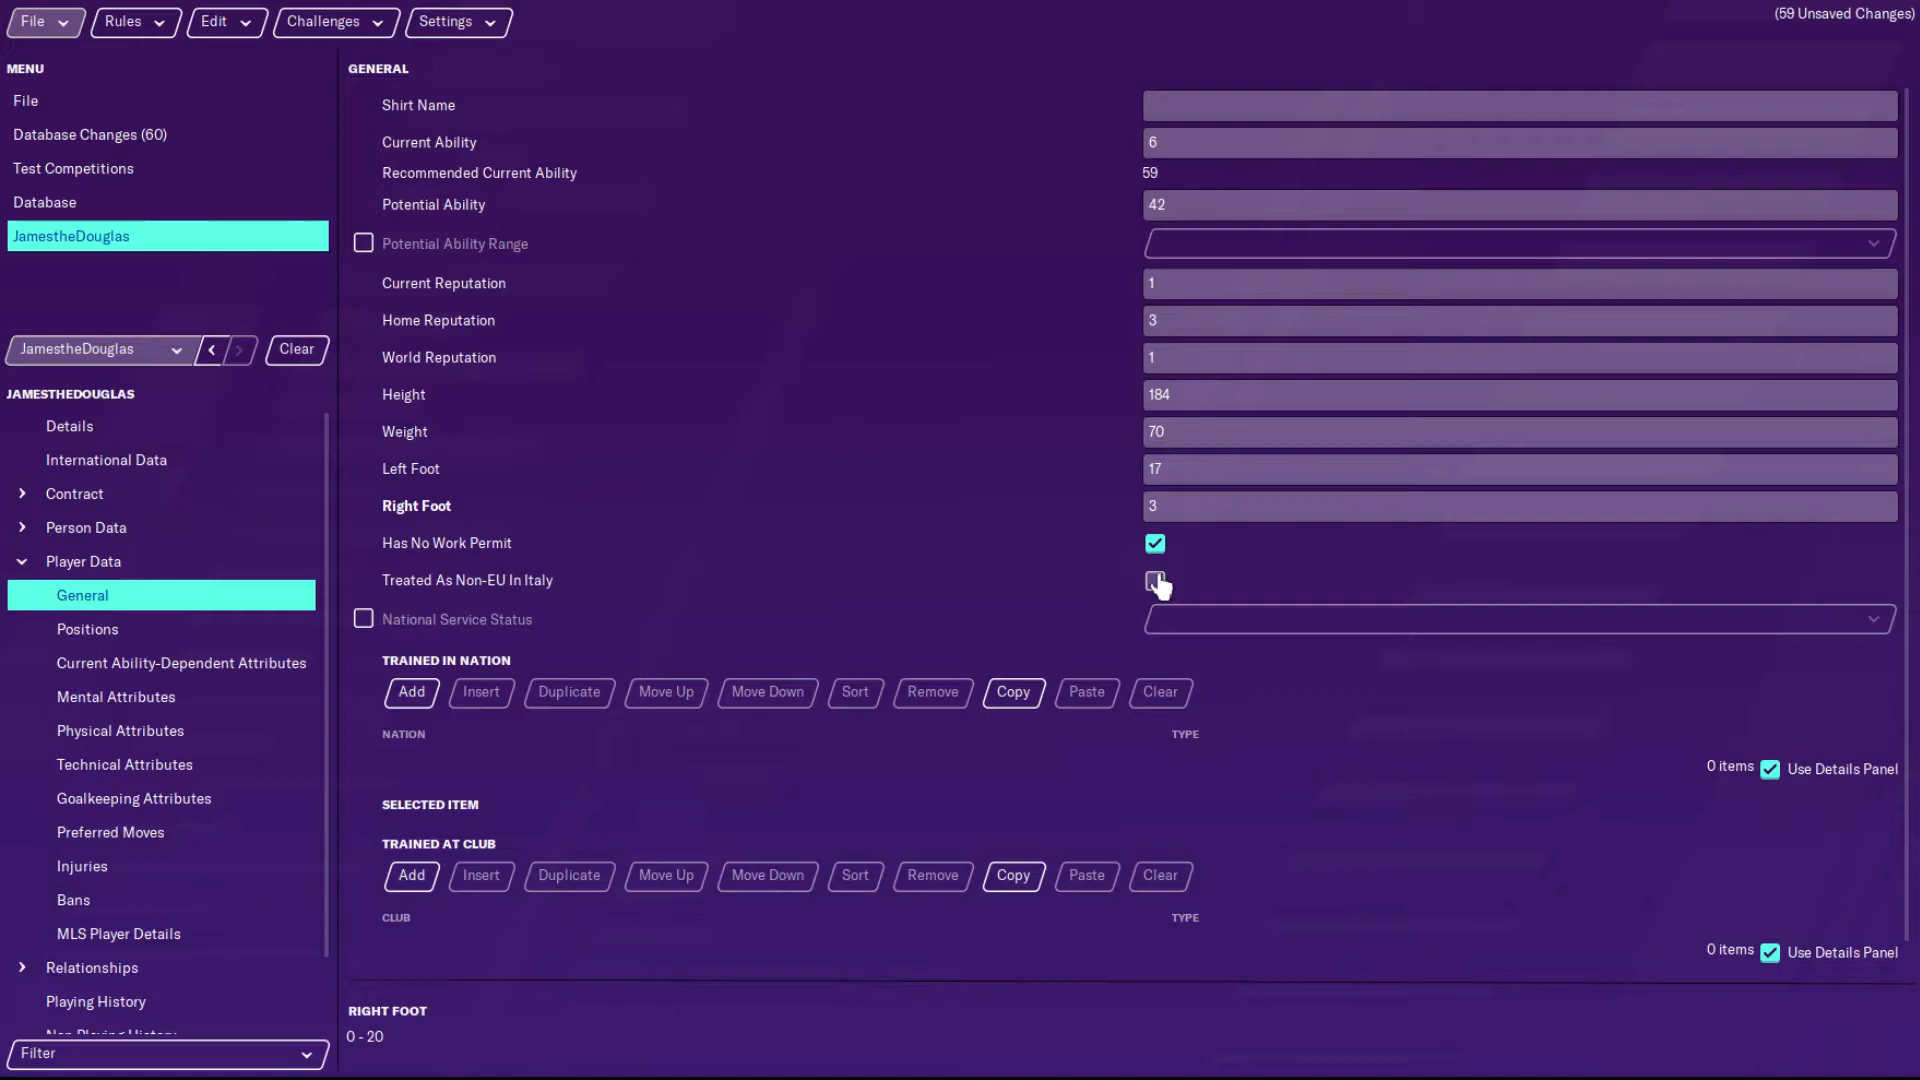 File
Rules
Edit
Challenges
Settings
(59 Unsaved Changes)
MENU
File
Database Changes (60)
Test Competitions
Database
JamestheDouglas
JamestheDouglas
Clear
JAMESTHEDOUGLAS
Details
International Data
Contract
Person Data
Player Data
General
Positions
Current Ability-Dependent Attributes
Mental Attributes
Physical Attributes
Technical Attributes
Goalkeeping Attributes
Preferred Moves
Injuries
Bans
MLS Player Details
Relationships
Playing History
Filter
GENERAL
Shirt Name
Current Ability 6
Recommended Current Ability 59
Potential Ability 42
Potential Ability Range
Current Reputation 1
Home Reputation 3
World Reputation 1
Height 184
Weight 70
Left Foot 17
Right Foot 3
Has No Work Permit
Treated As Non-EU In Italy
National Service Status
TRAINED IN NATION
Add Insert Duplicate Move Up Move Down Sort Remove Copy Paste Clear
NATION TYPE
0 items Use Details Panel
SELECTED ITEM
TRAINED AT CLUB
Add Insert Duplicate Move Up Move Down Sort Remove Copy Paste Clear
CLUB TYPE
0 items Use Details Panel
RIGHT FOOT
0 - 20